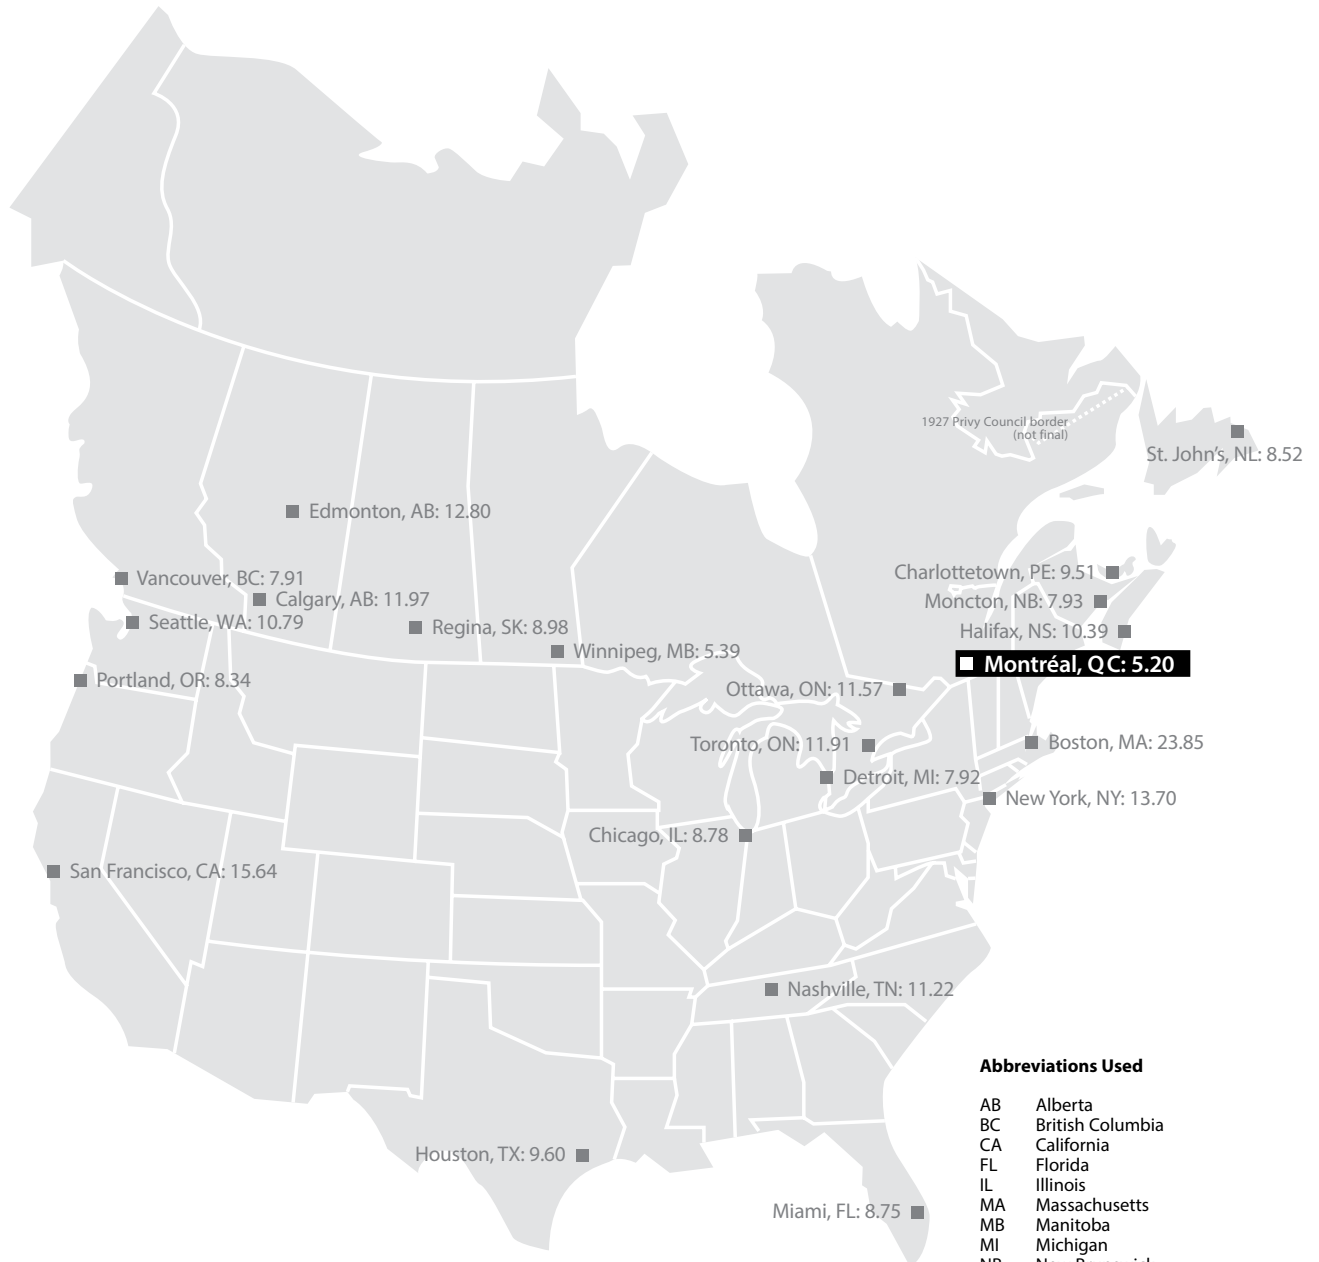 1927 Privy Council border
(not final)
St. John's, NL: 8.52
Edmonton, AB: 12.80
Vancouver, BC: 7.91
Charlottetown, PE: 9.51
Calgary, AB: 11.97
Moncton, NB: 7.93
Seattle, WA: 10.79
Regina, SK: 8.98
Halifax, NS: 10.39
Winnipeg, MB: 5.39
Montréal, QC: 5.20
Portland, OR: 8.34
Ottawa, ON: 11.57
Toronto, ON: 11.91
Boston, MA: 23.85
Detroit, MI: 7.92
New York, NY: 13.70
Chicago, IL: 8.78
San Francisco, CA: 15.64
Nashville, TN: 11.22
Houston, TX: 9.60
Miami, FL: 8.75
Abbreviations Used
AB Alberta
BC British Columbia
CA California
FL Florida
IL Illinois
MA Massachusetts
MB Manitoba
MI Michigan
NB New Brunswick